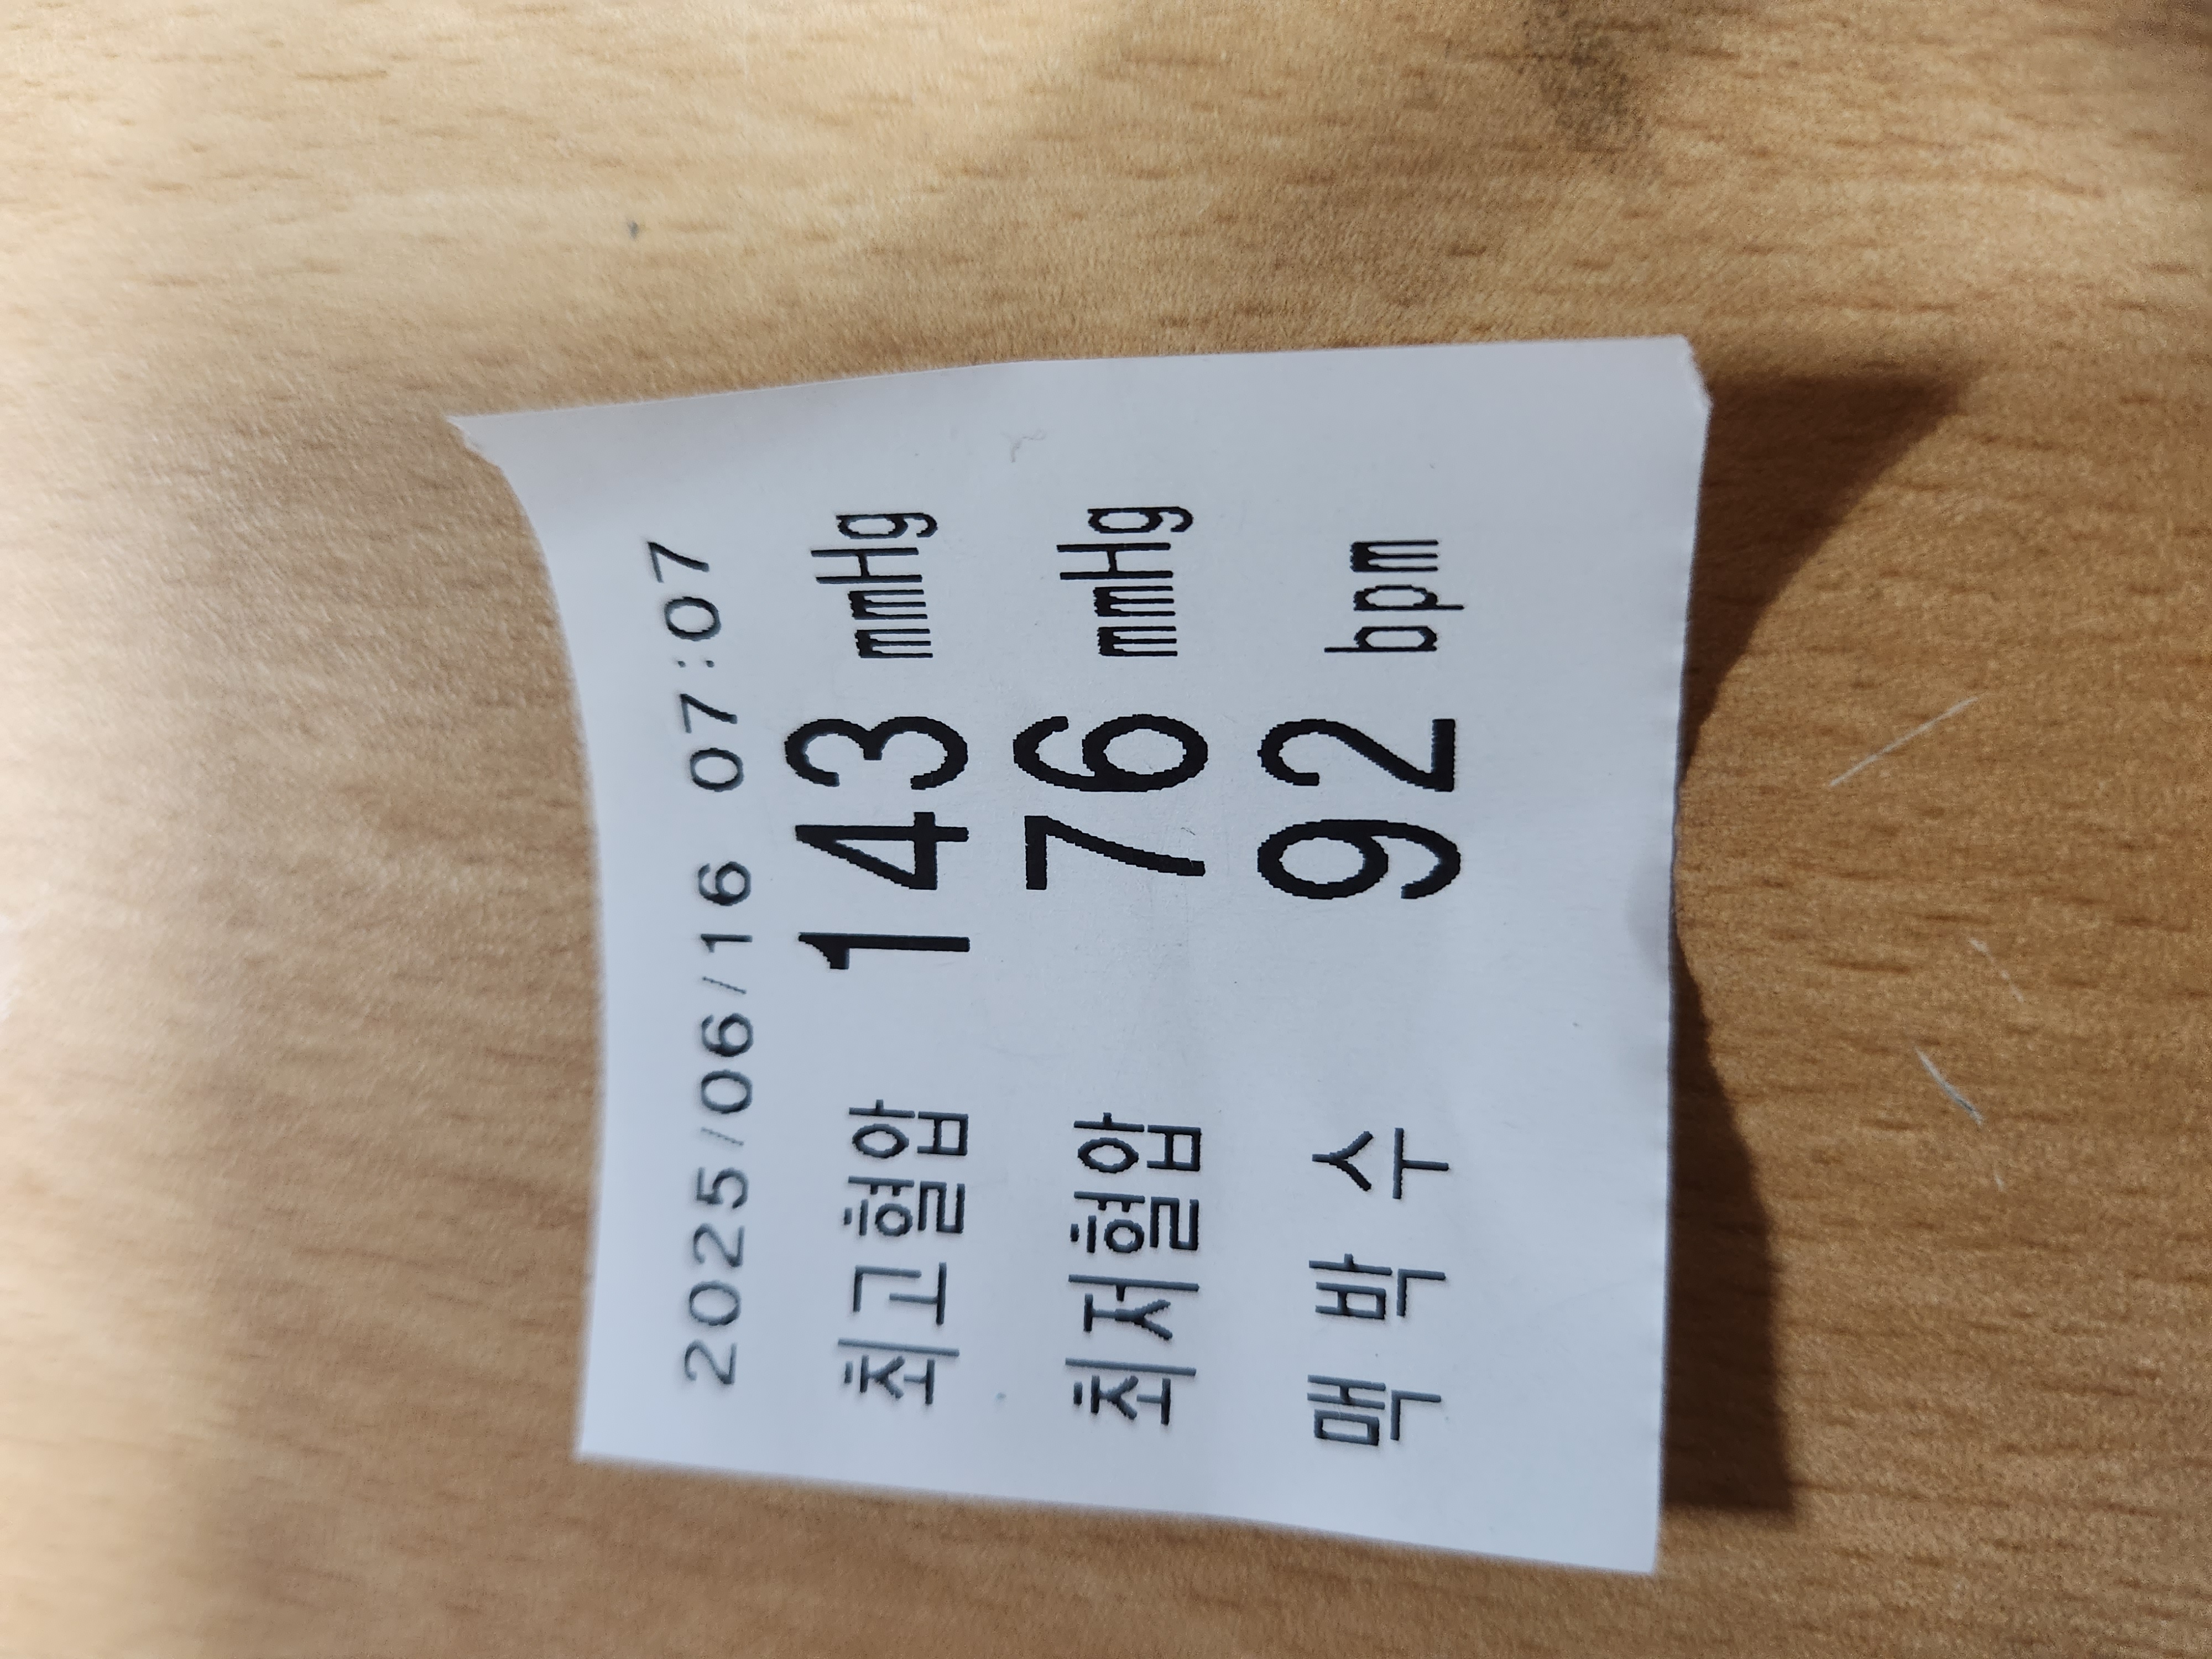 2025/06/16 07:07
최고혈압 143 mmHg
최저혈압 76 mmHg
맥 박 수 92 bpm